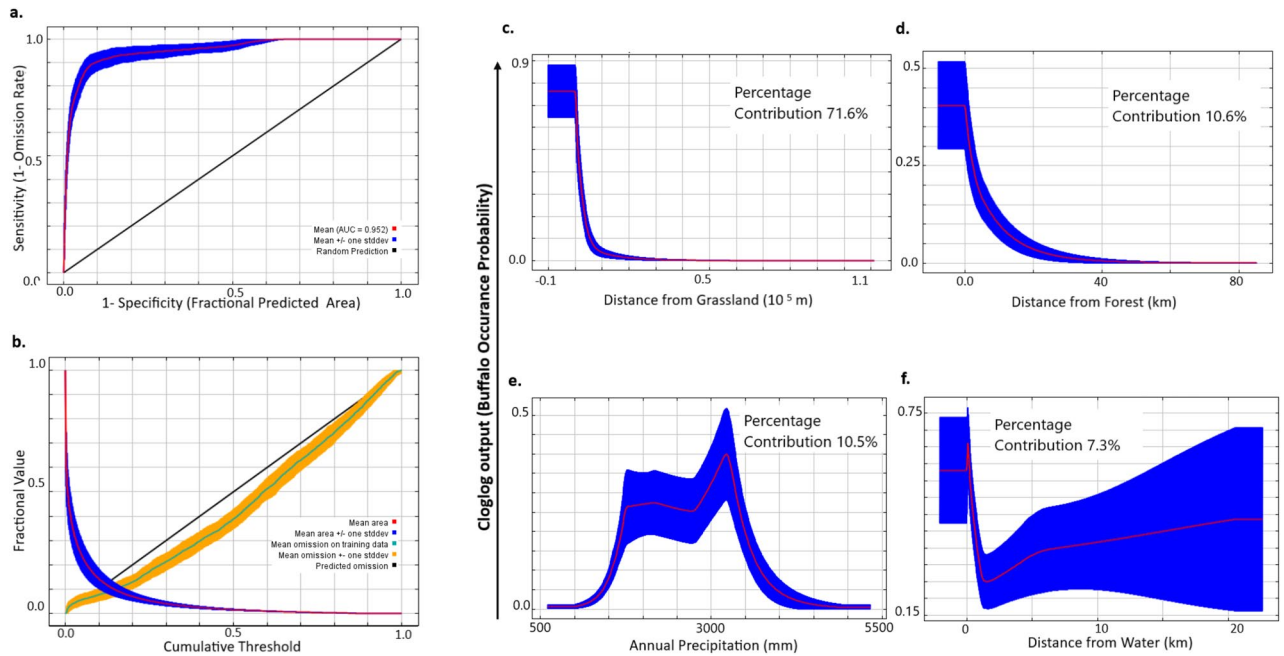 a.
Sensitivity (1- Omission Rate)
1.0
0.5
0.0
0.0
0.5
1.0
1- Specificity (Fractional Predicted Area)
Mean (AUC = 0.952)
Mean +/- one stddev
Random Prediction
b.
Fractional Value
1.0
0.5
0.0
0.0
0.5
1.0
Cumulative Threshold
Mean area
Mean area +/- one stddev
Mean omission on training data
Mean omission +- one stddev
Predicted omission
Cloglog output (Buffalo Occurance Probability)
c.
0.9
0.0
Percentage
Contribution 71.6%
-0.1
0.5
1.1
Distance from Grassland (10 5 m)
d.
0.5
0.25
0.0
Percentage
Contribution 10.6%
0.0
40
80
Distance from Forest (km)
e.
0.5
0.0
Percentage
Contribution 10.5%
500
3000
5500
Annual Precipitation (mm)
f.
0.75
0.15
Percentage
Contribution 7.3%
0
10
20
Distance from Water (km)